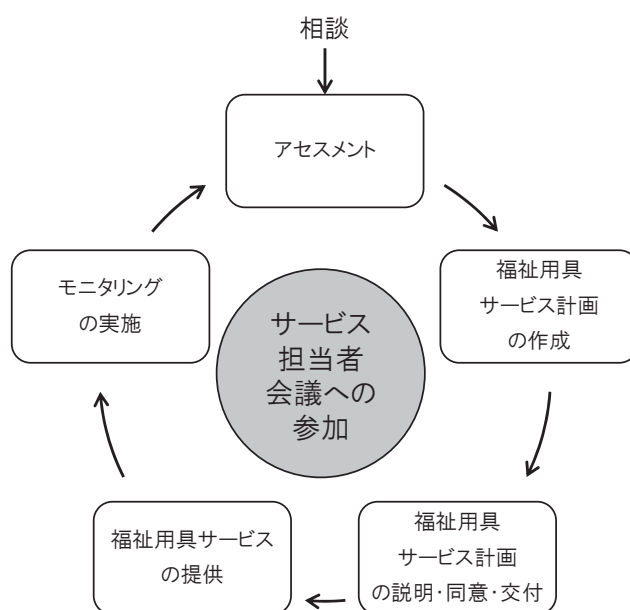 相談
アセスメント
福祉用具
サービス計画
の作成
福祉用具
サービス計画
の説明・同意・交付
福祉用具サービス
の提供
モニタリング
の実施
サービス
担当者
会議への
参加